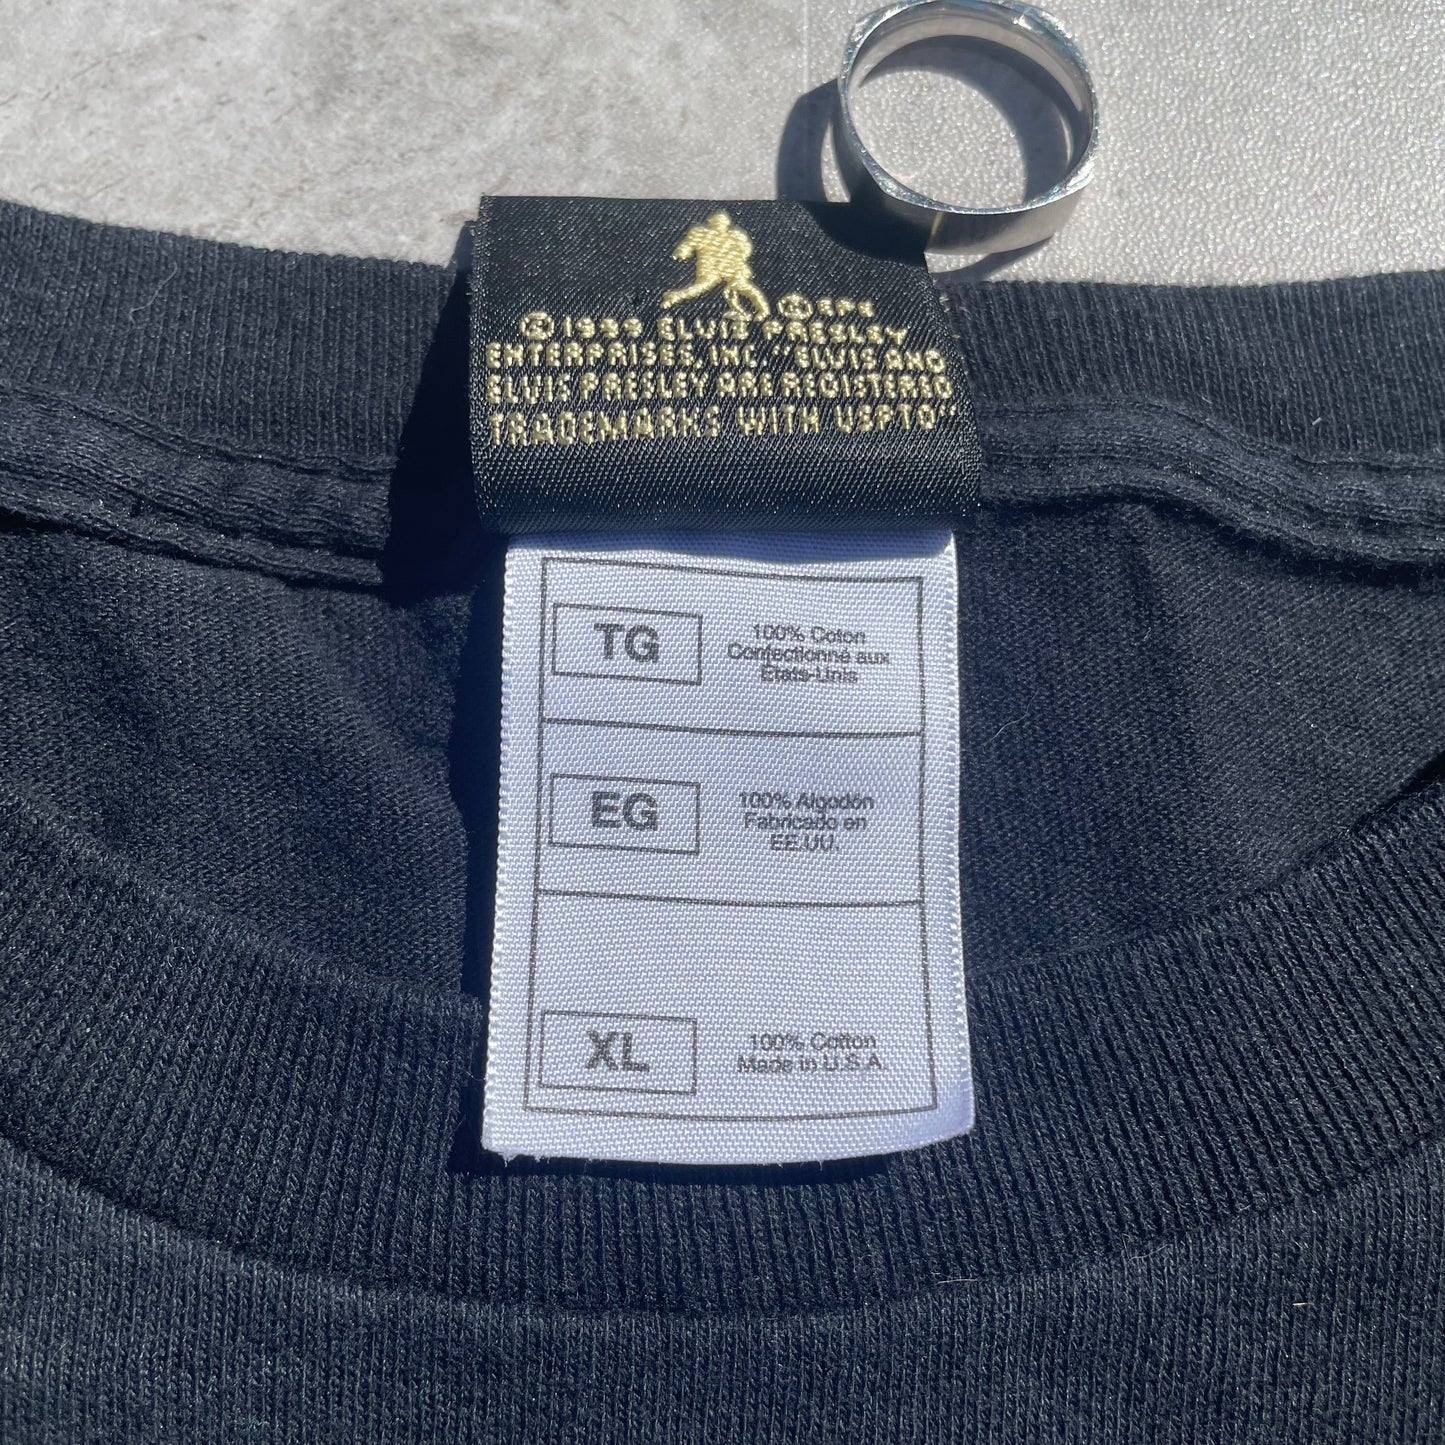 © EPE
© 1999 ELVIS PRESLEY
ENTERPRISES, INC "ELVIS AND
ELVIS PRESLEY ARE REGISTERED
TRADEMARKS WITH USPTO"
TG
100% Coton
Confectionné aux
États-Unis
EG
100% Algodón
Fabricado en
EE.UU.
XL
100% Cotton
Made in U.S.A.